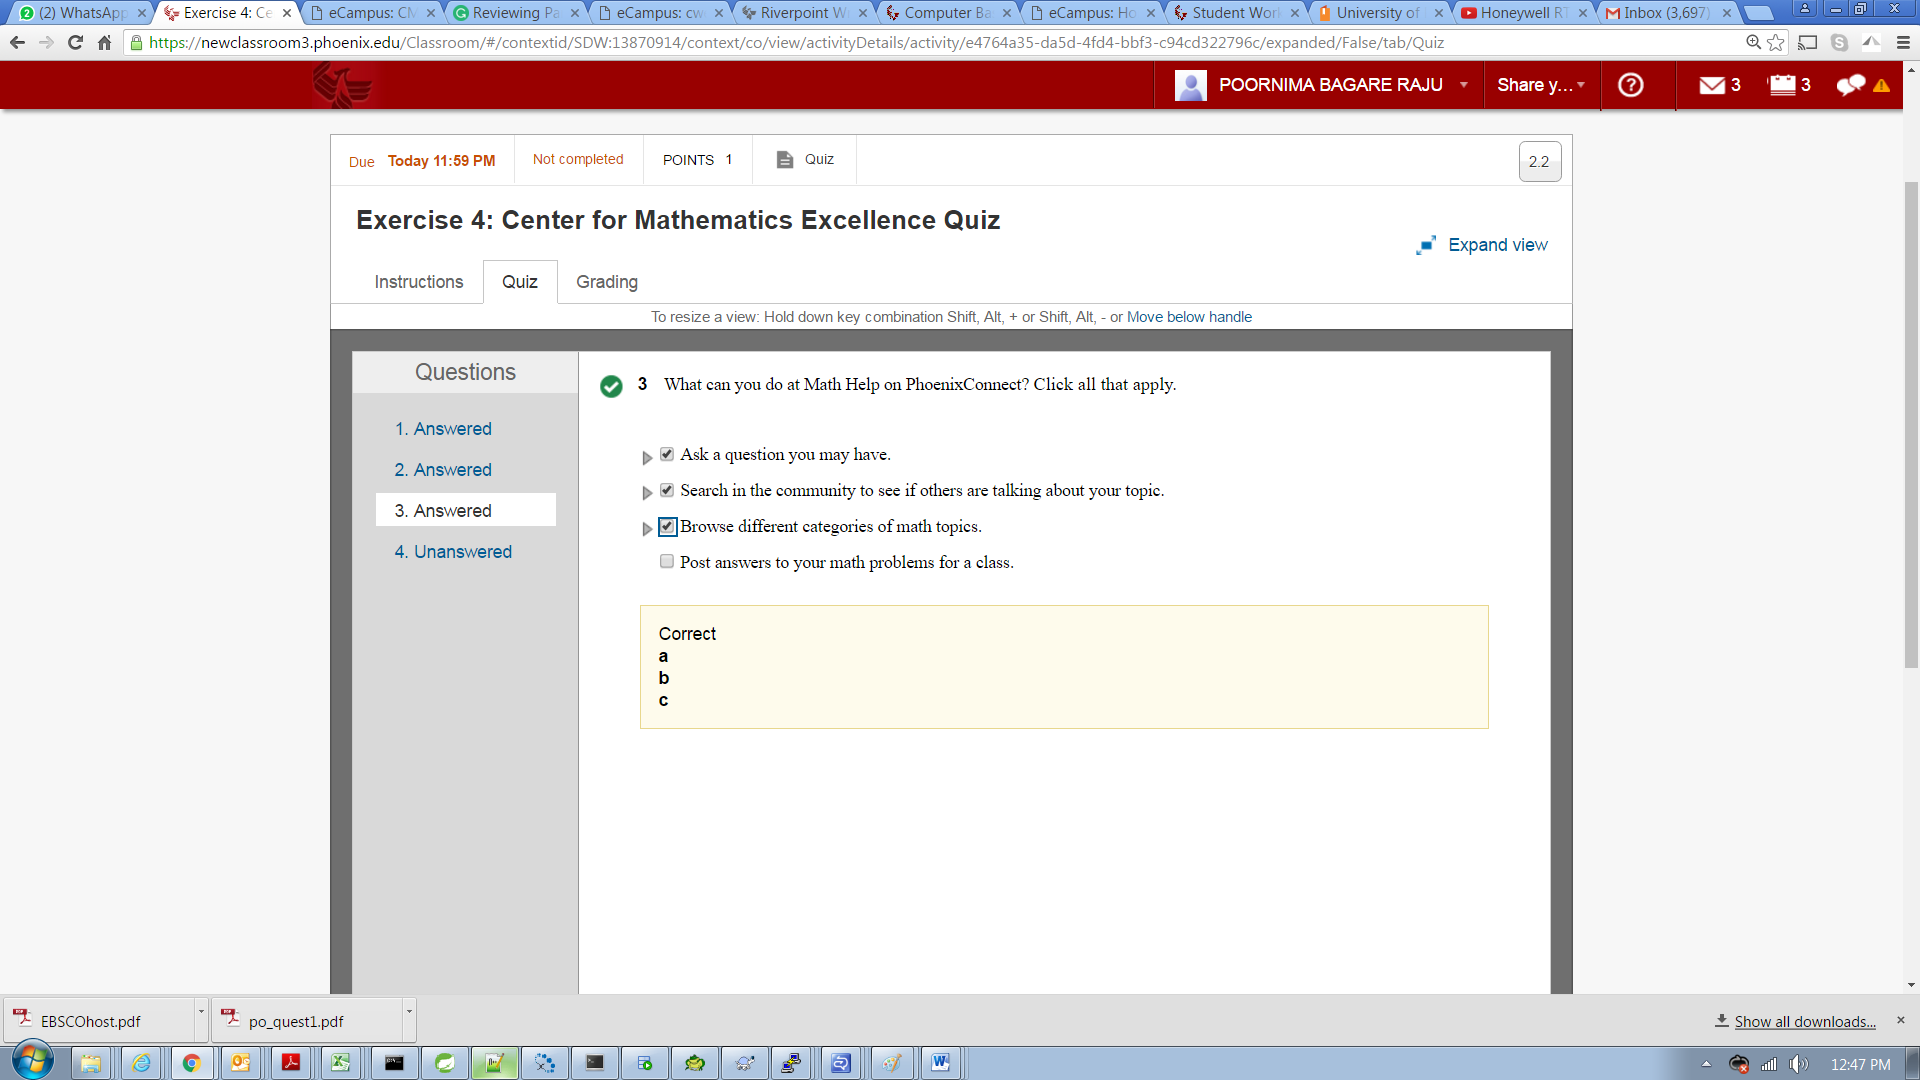 (2) WhatsApp
Exercise 4: Ce
eCampus: CM
Reviewing Pa
eCampus: cw
Riverpoint W
Computer Ba
eCampus: Ho
Student Wor
University of
Honeywell RT
Inbox (3,697)
https://newclassroom3.phoenix.edu/Classroom/#/contextid/SDW:13870914/context/co/view/activityDetails/activity/e4764a35-da5d-4fd4-bbf3-c94cd322796c/expanded/False/tab/Quiz
POORNIMA BAGARE RAJU
Share y...
3
3
Due Today 11:59 PM
Not completed
POINTS 1
Quiz
2.2
Exercise 4: Center for Mathematics Excellence Quiz
Expand view
Instructions
Quiz
Grading
To resize a view: Hold down key combination Shift, Alt, + or Shift, Alt, - or Move below handle
Questions
1. Answered
2. Answered
3. Answered
4. Unanswered
3 What can you do at Math Help on PhoenixConnect? Click all that apply.
Ask a question you may have.
Search in the community to see if others are talking about your topic.
Browse different categories of math topics.
Post answers to your math problems for a class.
Correct
a
b
c
EBSCOhost.pdf
po_quest1.pdf
Show all downloads...
12:47 PM